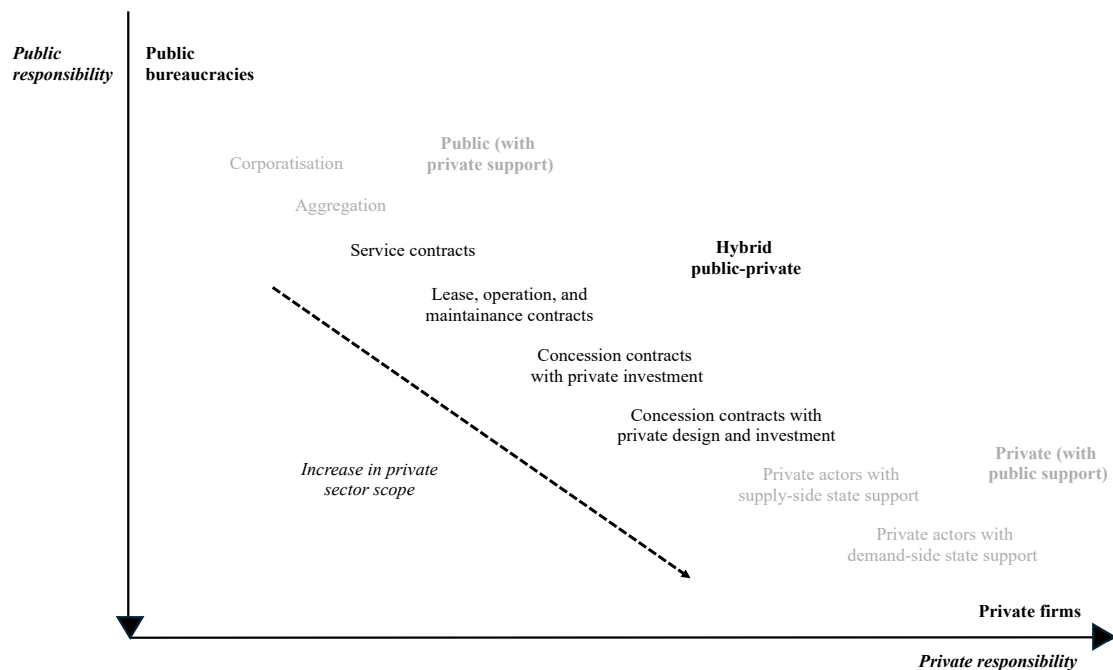 Public
responsibility
Public
bureaucracies
Public (with
private support)
Corporatisation
Aggregation
Service contracts
Hybrid
public-private
Lease, operation, and
maintainance contracts
Concession contracts
with private investment
Concession contracts with
private design and investment
Increase in private
sector scope
Private (with
public support)
Private actors with
supply-side state support
Private actors with
demand-side state support
Private firms
Private responsibility